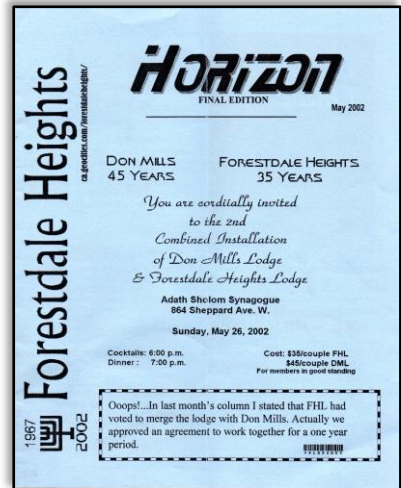 HORIZON
FINAL EDITION
May 2002
Forestdale Heights
ca.geocities.com/forestdaleheights/
1967
2002
DON MILLS
45 YEARS
FORESTDALE HEIGHTS
35 YEARS
You are cordiially invited
to the 2nd
Combined Installation
of Don Mills Lodge
& Forestdale Heights Lodge
Adath Sholom Synagogue
864 Sheppard Ave. W.
Sunday, May 26, 2002
Cocktails: 6:00 p.m.
Dinner : 7:00 p.m.
Cost: $35/couple FHL
$45/couple DML
For members in good standing
Ooops!...In last month's column I stated that FHL had
voted to merge the lodge with Don Mills. Actually we
approved an agreement to work together for a one year
period.